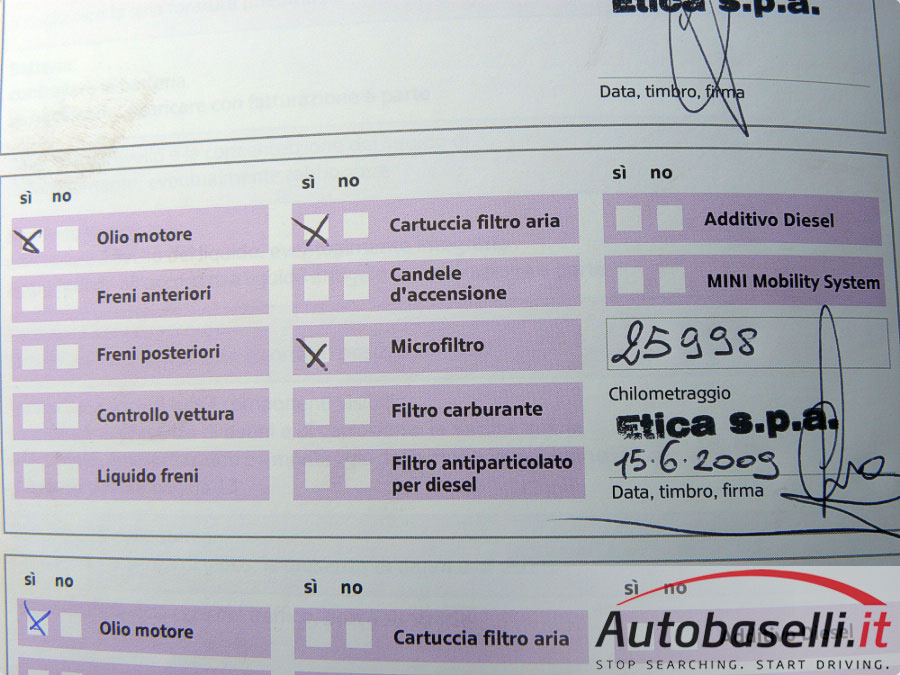 Etica s.p.a.
Data, timbro, firma
sì no
Olio motore
Freni anteriori
Freni posteriori
Controllo vettura
Liquido freni
sì no
Cartuccia filtro aria
Candele
d'accensione
Microfiltro
Filtro carburante
Filtro antiparticolato
per diesel
sì no
Additivo Diesel
MINI Mobility System
25998
Chilometraggio
Etica s.p.a.
15.6.2009
Data, timbro, firma
sì no
Olio motore
sì no
Cartuccia filtro aria
sì no
Additivo Diesel
Autobaselli.it
STOP SEARCHING. START DRIVING.